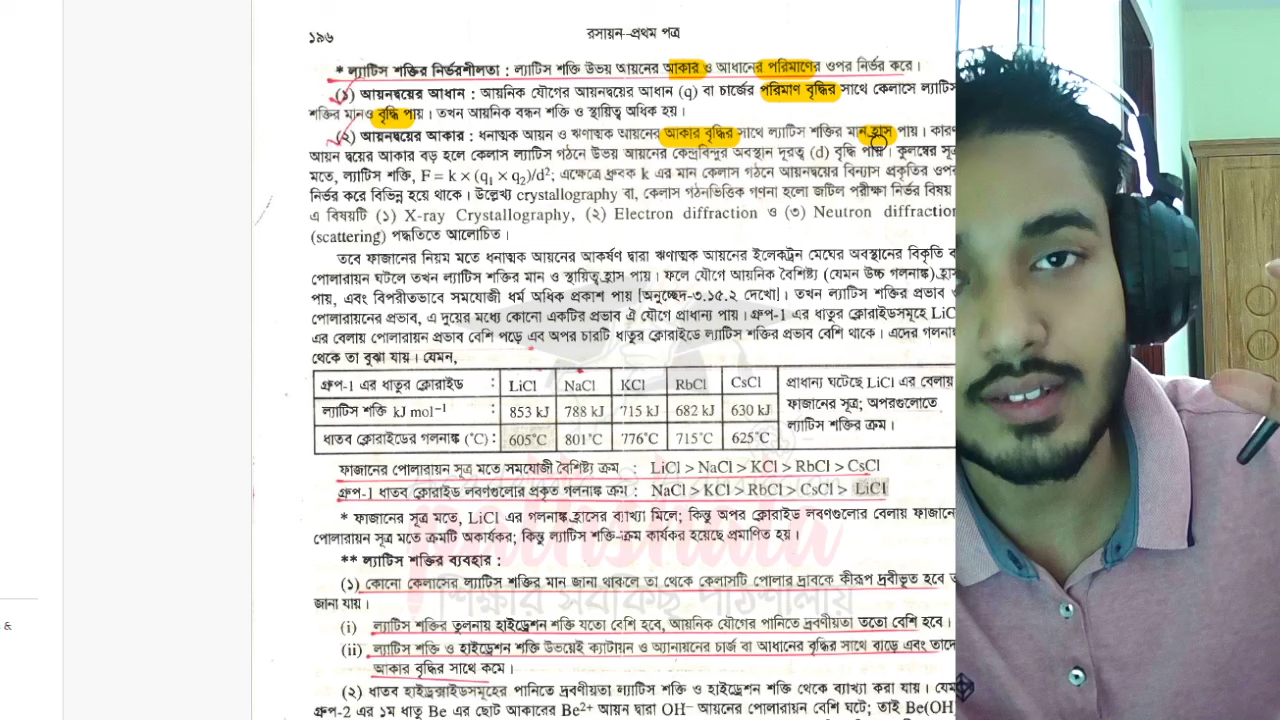 ১৯৬
রসায়ন–প্রথম পত্র
* ল্যাটিস শক্তির নির্ভরশীলতা : ল্যাটিস শক্তি উভয় আয়নের আকার ও আধানের পরিমাণের ওপর নির্ভর করে।
(১) আয়নদ্বয়ের আধান : আয়নিক যৌগের আয়নদ্বয়ের আধান (q) বা চার্জের পরিমাণ বৃদ্ধির সাথে কেলাসে ল্যাটিস
শক্তির মানও বৃদ্ধি পায়। তখন আয়নিক বন্ধন শক্তি ও স্থায়িত্ব অধিক হয়।
(২) আয়নদ্বয়ের আকার : ধনাত্মক আয়ন ও ঋণাত্মক আয়নের আকার বৃদ্ধির সাথে ল্যাটিস শক্তির মান হ্রাস পায়। কারণ
আয়ন দ্বয়ের আকার বড় হলে কেলাস ল্যাটিস গঠনে উভয় আয়নের কেন্দ্রবিন্দুর অবস্থান দূরত্ব (d) বৃদ্ধি পায়। কুলম্বের সূত্র
মতে, ল্যাটিস শক্তি, F = k × (q₁ × q₂)/d²; এক্ষেত্রে ধ্রুবক k এর মান কেলাস গঠনে আয়নদ্বয়ের বিন্যাস প্রকৃতির ওপর
নির্ভর করে বিভিন্ন হয়ে থাকে। উল্লেখ্য crystallography বা, কেলাস গঠনভিত্তিক গণনা হলো জটিল পরীক্ষা নির্ভর বিষয়
এ বিষয়টি (১) X-ray Crystallography, (২) Electron diffraction ও (৩) Neutron diffraction
(scattering) পদ্ধতিতে আলোচিত।
তবে ফাজানের নিয়ম মতে ধনাত্মক আয়নের আকর্ষণ দ্বারা ঋণাত্মক আয়নের ইলেকট্রন মেঘের অবস্থানের বিকৃতি ব
পোলারায়ন ঘটলে তখন ল্যাটিস শক্তির মান ও স্থায়িত্ব হ্রাস পায়। ফলে যৌগে আয়নিক বৈশিষ্ট্য (যেমন উচ্চ গলনাঙ্ক) হ্রা
পায়, এবং বিপরীতভাবে সমযোজী ধর্ম অধিক প্রকাশ পায় [অনুচ্ছেদ-৩.১৫.২ দেখো]। তখন ল্যাটিস শক্তির প্রভাব ও
পোলারায়নের প্রভাব, এ দুয়ের মধ্যে কোনো একটির প্রভাব ঐ যৌগে প্রাধান্য পায়। গ্রুপ-1 এর ধাতুর ক্লোরাইডসমূহে LiC
এর বেলায় পোলারায়ন প্রভাব বেশি পড়ে এব অপর চারটি ধাতুর ক্লোরাইডে ল্যাটিস শক্তির প্রভাব বেশি থাকে। এদের গলনা
থেকে তা বুঝা যায়। যেমন,
গ্রুপ-1 এর ধাতুর ক্লোরাইড : LiCl NaCl KCl RbCl CsCl প্রাধান্য ঘটেছে LiCl এর বেলায়
ল্যাটিস শক্তি kJ mol⁻¹ : 853 kJ 788 kJ 715 kJ 682 kJ 630 kJ ফাজানের সূত্র; অপরগুলোতে
ধাতব ক্লোরাইডের গলনাঙ্ক (°C) : 605°C 801°C 776°C 715°C 625°C ল্যাটিস শক্তির ক্রম।
ফাজানের পোলারায়ন সূত্র মতে সমযোজী বৈশিষ্ট্য ক্রম : LiCl > NaCl > KCl > RbCl > CsCl
গ্রুপ-1 ধাতব ক্লোরাইড লবণগুলোর প্রকৃত গলনাঙ্ক ক্রম : NaCl > KCl > RbCl > CsCl > LiCl
* ফাজানের সূত্র মতে, LiCl এর গলনাঙ্ক হ্রাসের ব্যাখ্যা মিলে; কিন্তু অপর ক্লোরাইড লবণগুলোর বেলায় ফাজানে
পোলারায়ন সূত্র মতে ক্রমটি অকার্যকর; কিন্তু ল্যাটিস শক্তি-ক্রম কার্যকর হয়েছে প্রমাণিত হয়।
** ল্যাটিস শক্তির ব্যবহার :
(১) কোনো কেলাসের ল্যাটিস শক্তির মান জানা থাকলে তা থেকে কেলাসটি পোলার দ্রাবকে কীরূপ দ্রবীভূত হবে ত
জানা যায়।
শিক্ষার সবকিছু পাঠশালায়
(i) ল্যাটিস শক্তির তুলনায় হাইড্রেশন শক্তি যতো বেশি হবে, আয়নিক যৌগের পানিতে দ্রবণীয়তা ততো বেশি হবে।
(ii) ল্যাটিস শক্তি ও হাইড্রেশন শক্তি উভয়েই ক্যাটায়ন ও অ্যানায়নের চার্জ বা আধানের বৃদ্ধির সাথে বাড়ে এবং তাদে
আকার বৃদ্ধির সাথে কমে।
(২) ধাতব হাইড্রক্সাইডসমূহের পানিতে দ্রবণীয়তা ল্যাটিস শক্তি ও হাইড্রেশন শক্তি থেকে ব্যাখ্যা করা যায়। যেম
গ্রুপ-2 এর ১ম ধাতু Be এর ছোট আকারের Be²⁺ আয়ন দ্বারা OH⁻ আয়নের পোলারায়ন বেশি ঘটে; তাই Be(OH)
&